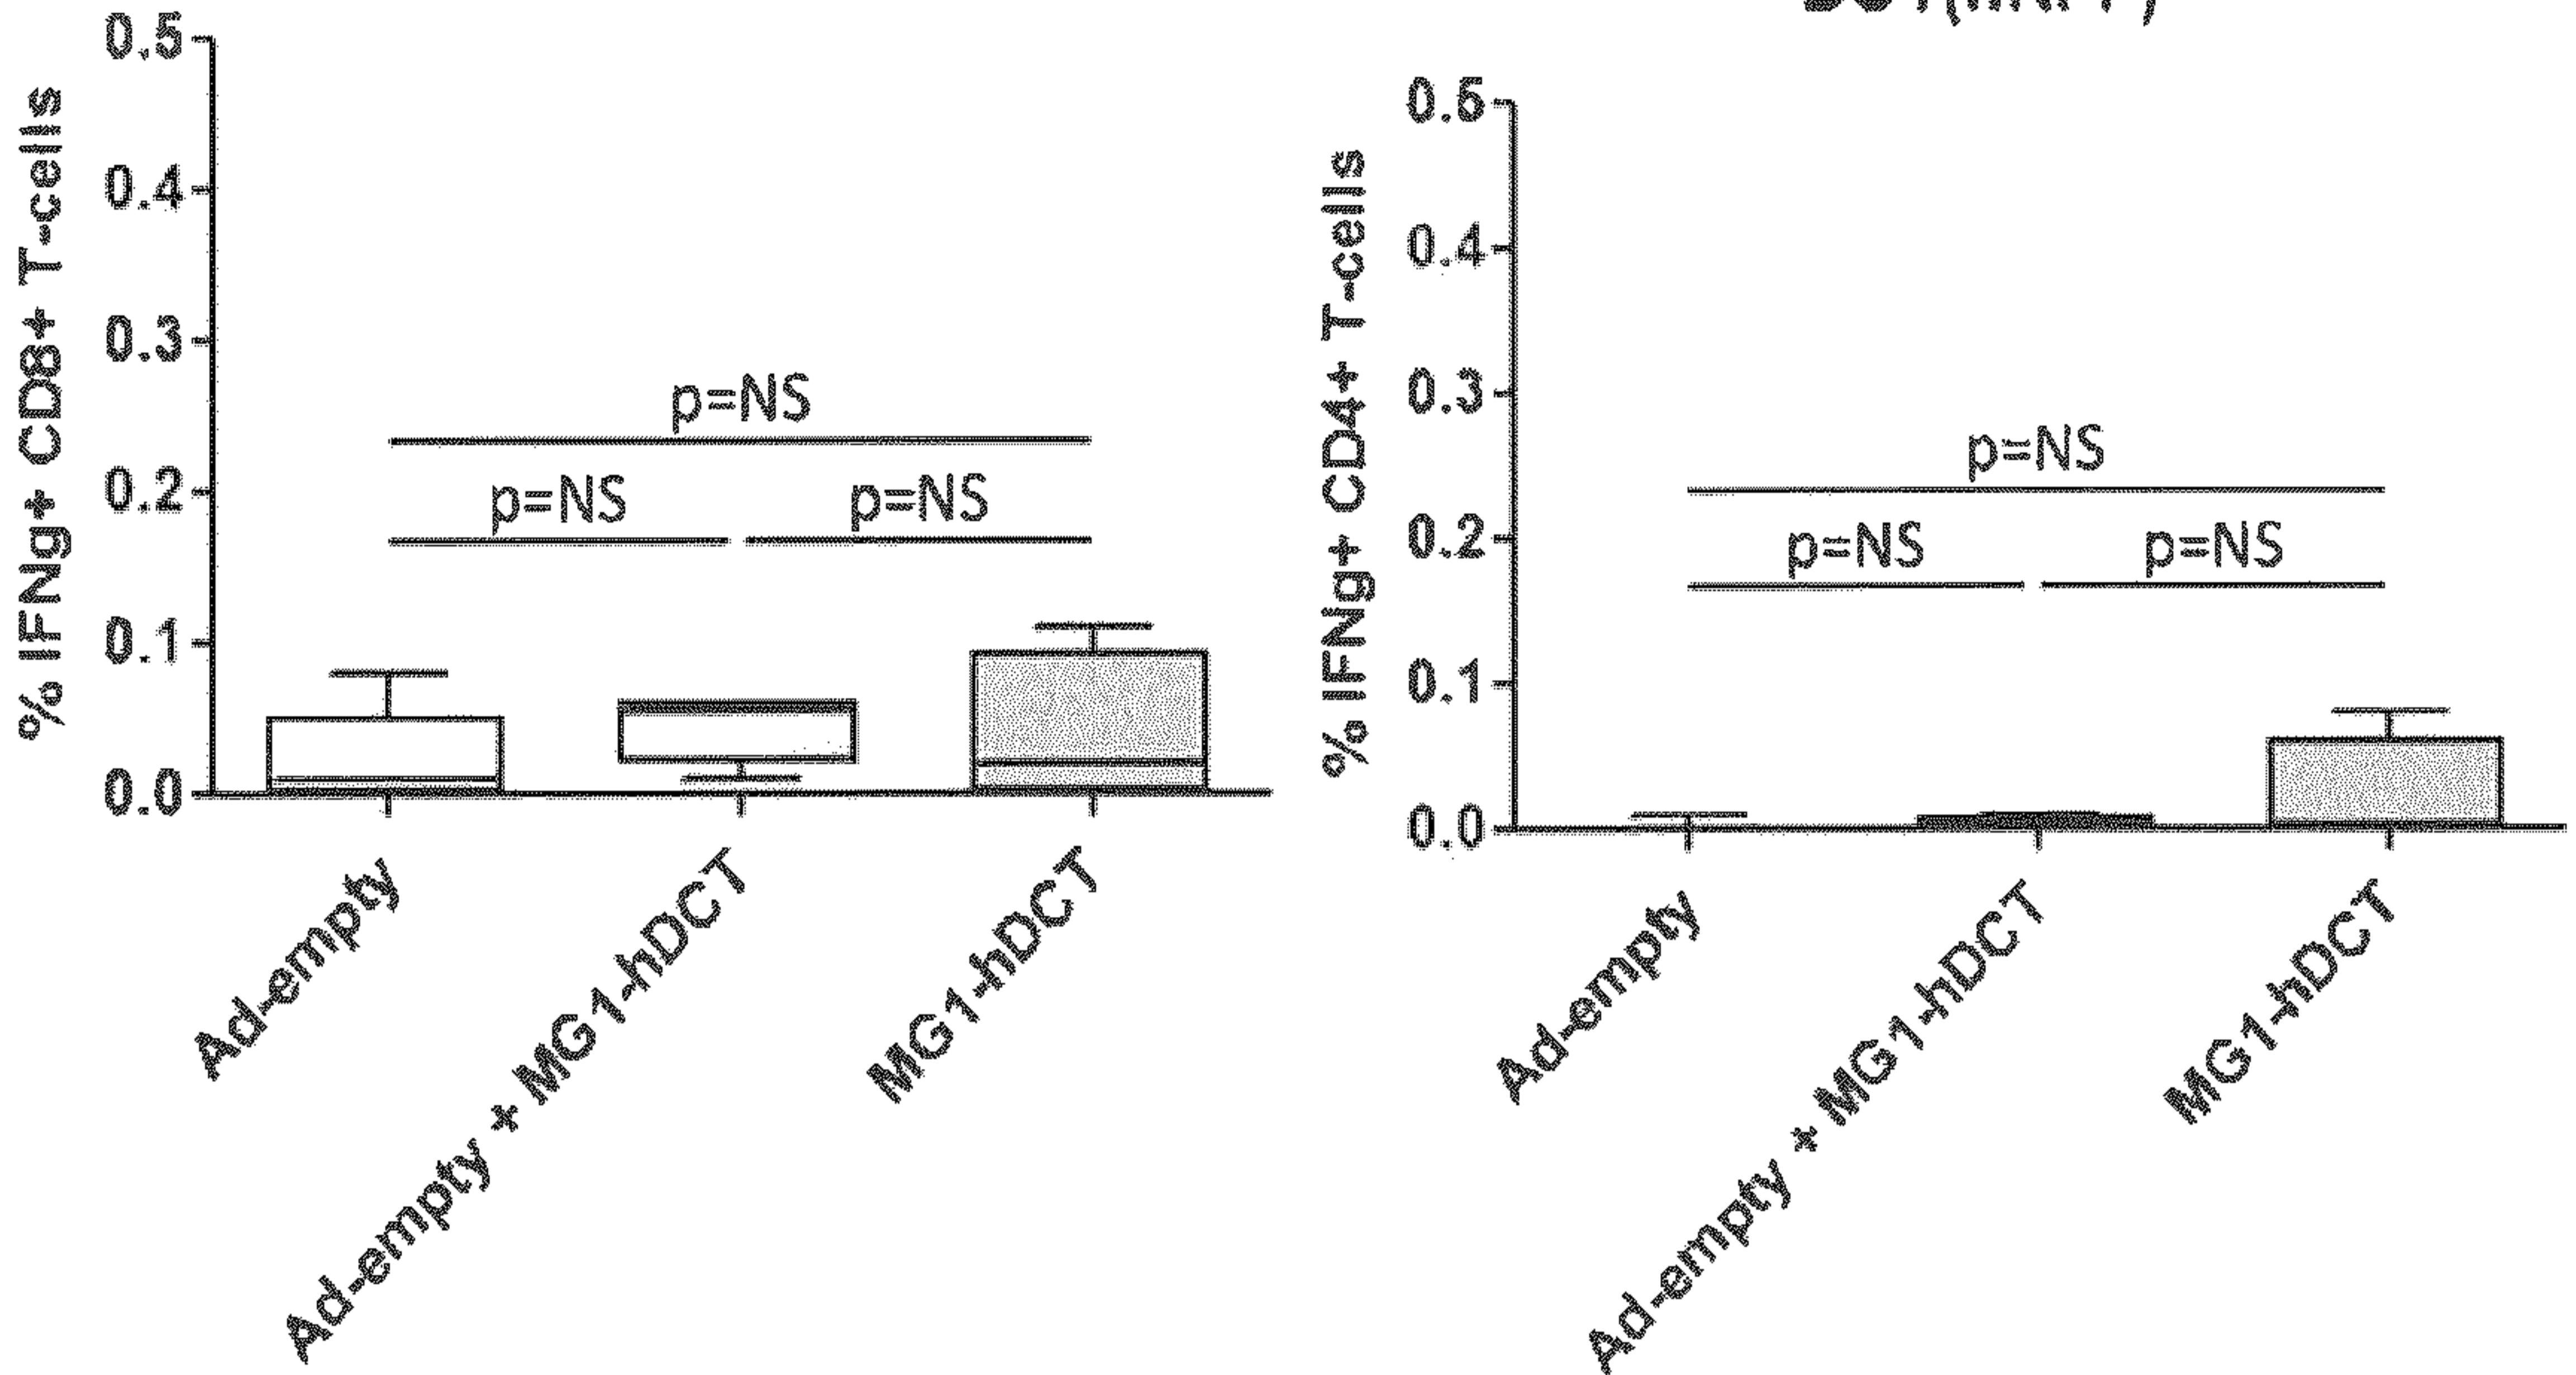 % IFNg+ CD8+ T-cells
0.5
0.4
0.3
0.2
0.1
0.0
p=NS
p=NS p=NS
Ad-empty
Ad-empty + MG1-hDCT
MG1-hDCT
% IFNg+ CD4+ T-cells
0.5
0.4
0.3
0.2
0.1
0.0
p=NS
p=NS p=NS
Ad-empty
Ad-empty + MG1-hDCT
MG1-hDCT